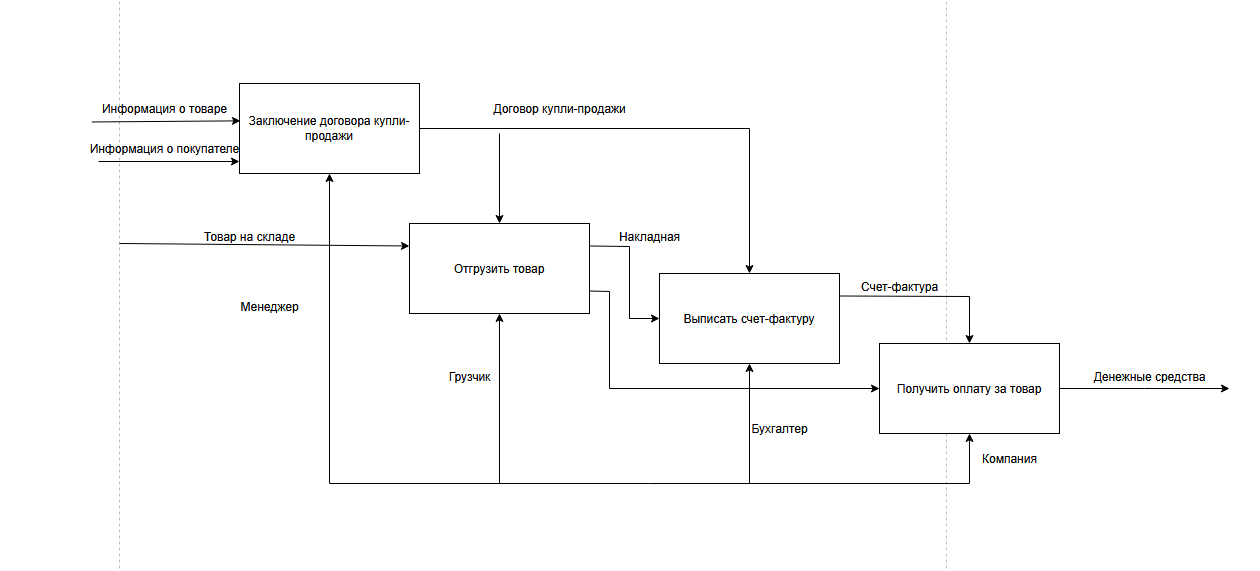 Информация о товаре
Договор купли-продажи
Заключение договора купли-
продажи
Информация о покупателе
Товар на складе
Накладная
Отгрузить товар
Счет-фактура
Менеджер
Выписать счет-фактуру
Грузчик
Получить оплату за товар
Денежные средства
Бухгалтер
Компания